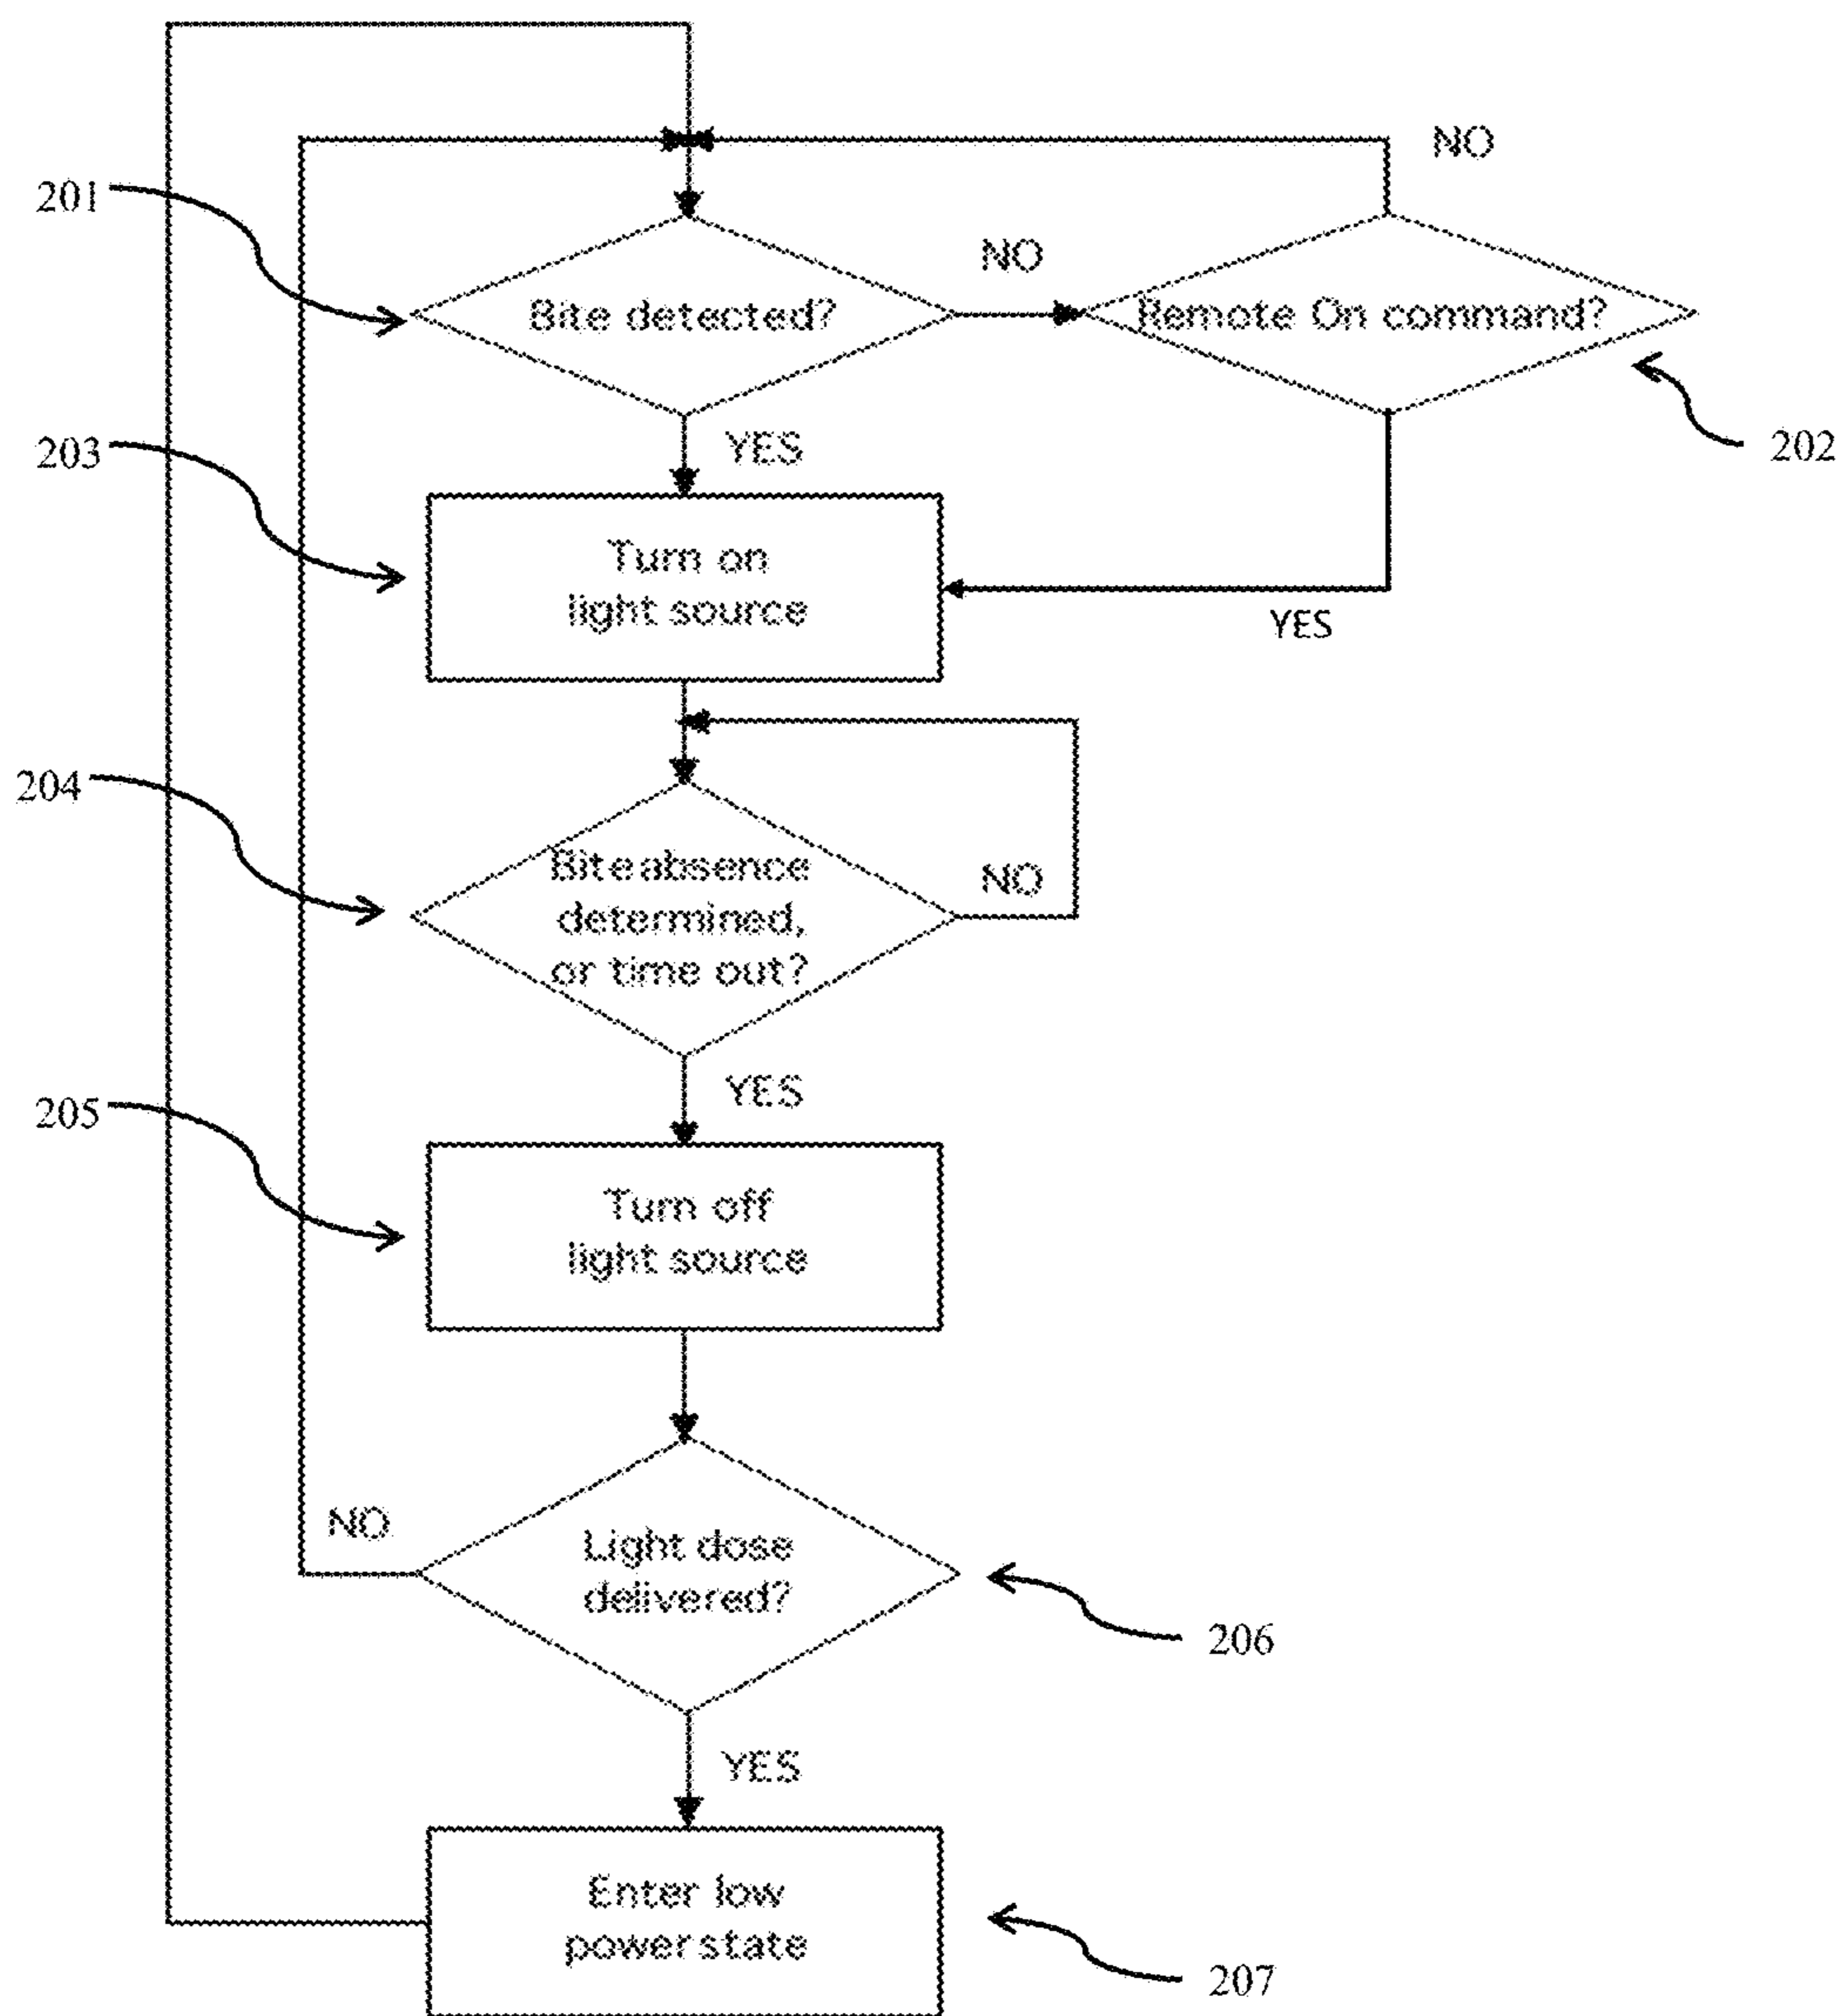 NO
201
NO
Bite detected?
Remote On command?
203
YES
202
Turn on
light source
YES
204
Bite absence
determined,
or time out?
NO
205
YES
Turn off
light source
NO
Light dose
delivered?
206
YES
Enter low
power state
207